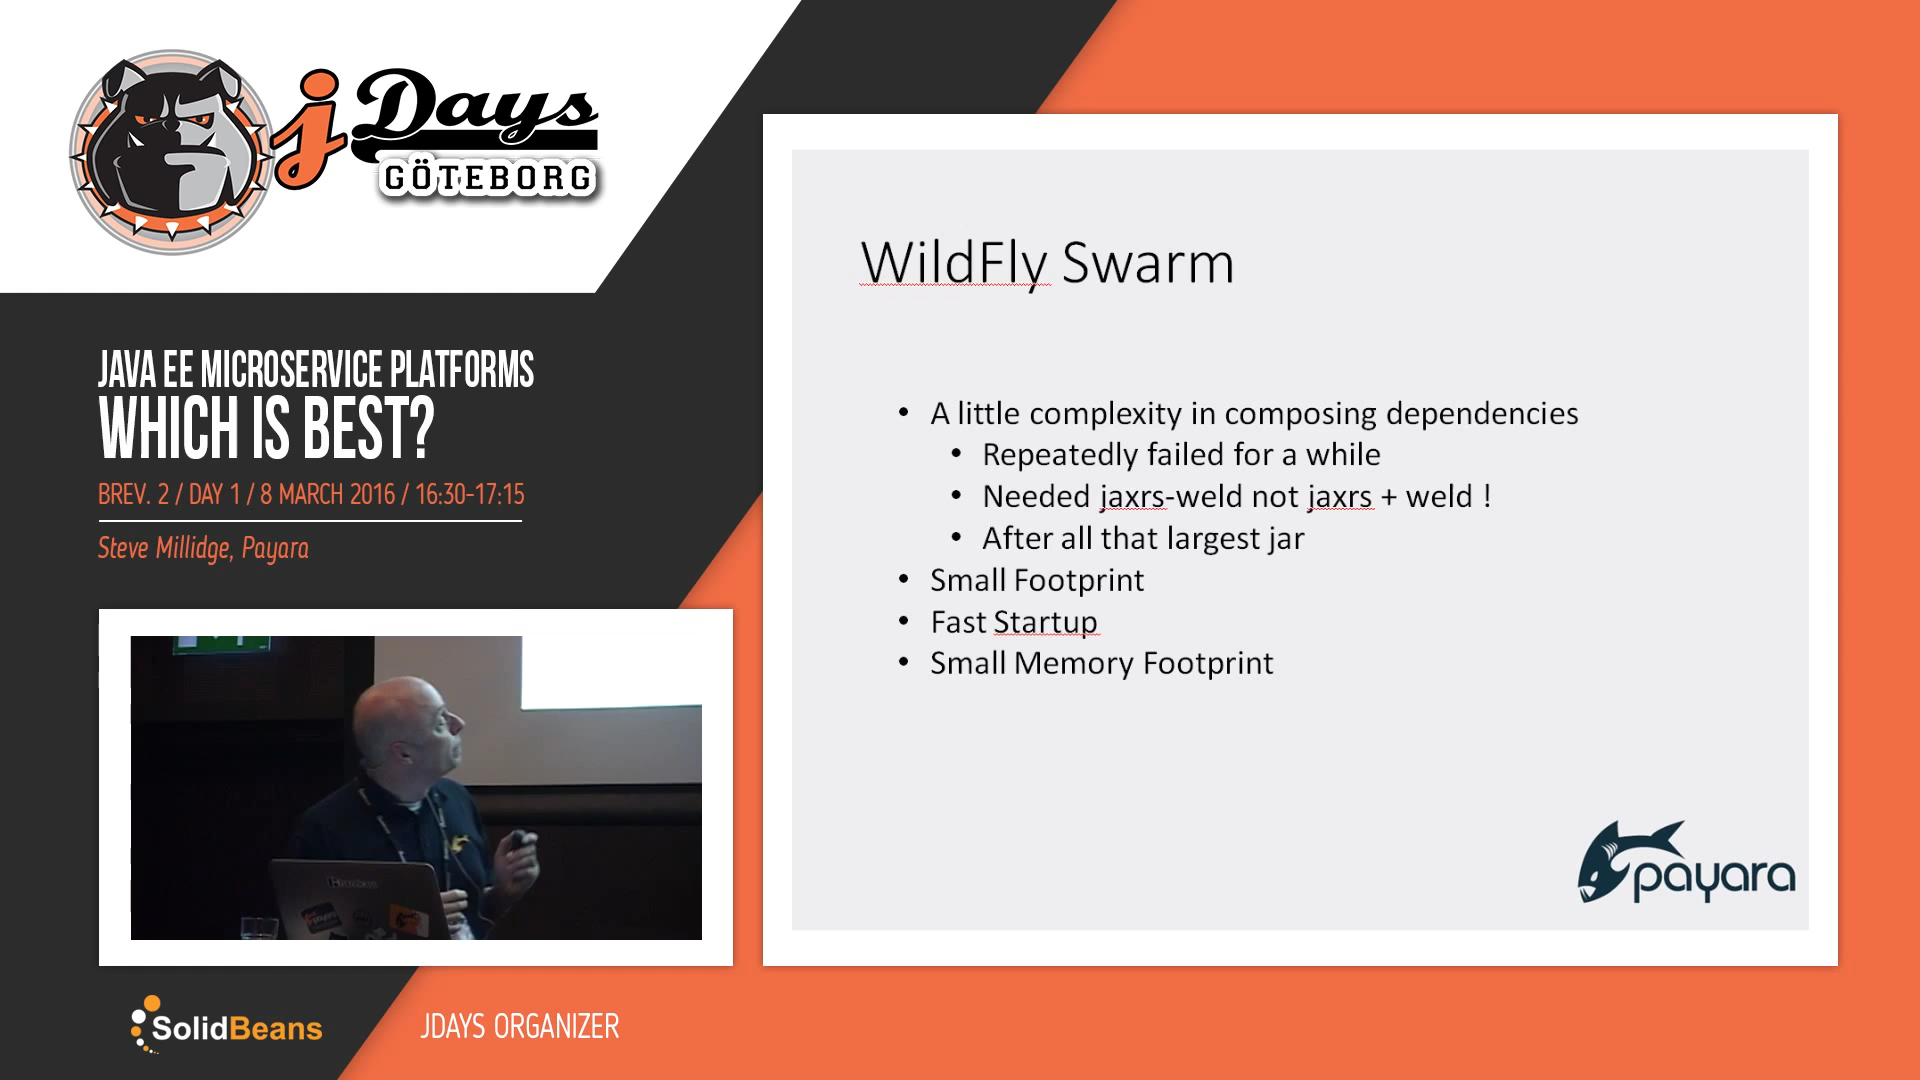 jDays
GÖTEBORG
JAVA EE MICROSERVICE PLATFORMS
WHICH IS BEST?
BREV. 2 / DAY 1 / 8 MARCH 2016 / 16:30-17:15
Steve Millidge, Payara
WildFly Swarm
• A little complexity in composing dependencies
• Repeatedly failed for a while
• Needed jaxrs-weld not jaxrs + weld !
• After all that largest jar
• Small Footprint
• Fast Startup
• Small Memory Footprint
payara
SolidBeans
JDAYS ORGANIZER